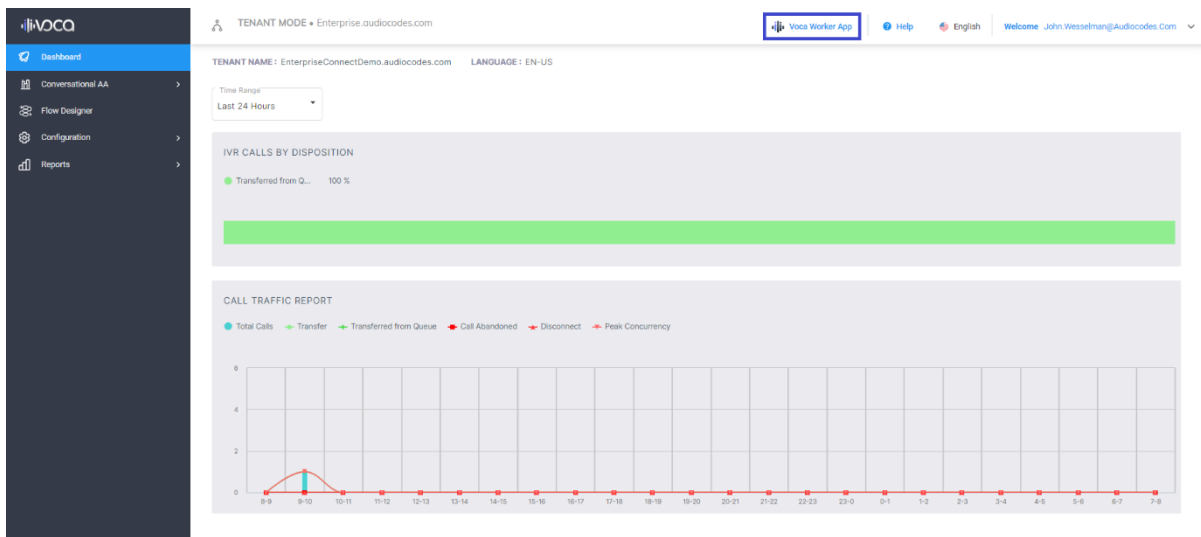 VOCA
TENANT MODE • Enterprise.audiocodes.com
Voca Worker App
Help
English
Welcome John.Wesselman@Audiocodes.Com
Dashboard
Conversational AA
Flow Designer
Configuration
Reports
TENANT NAME : EnterpriseConnectDemo.audiocodes.com LANGUAGE : EN-US
Time Range
Last 24 Hours
IVR CALLS BY DISPOSITION
Transferred from Q... 100 %
CALL TRAFFIC REPORT
Total Calls Transfer Transferred from Queue Call Abandoned Disconnect Peak Concurrency
6
4
2
0
8-9 9-10 10-11 11-12 12-13 13-14 14-15 15-16 16-17 17-18 18-19 19-20 20-21 21-22 22-23 23-0 0-1 1-2 2-3 3-4 4-5 5-6 6-7 7-8